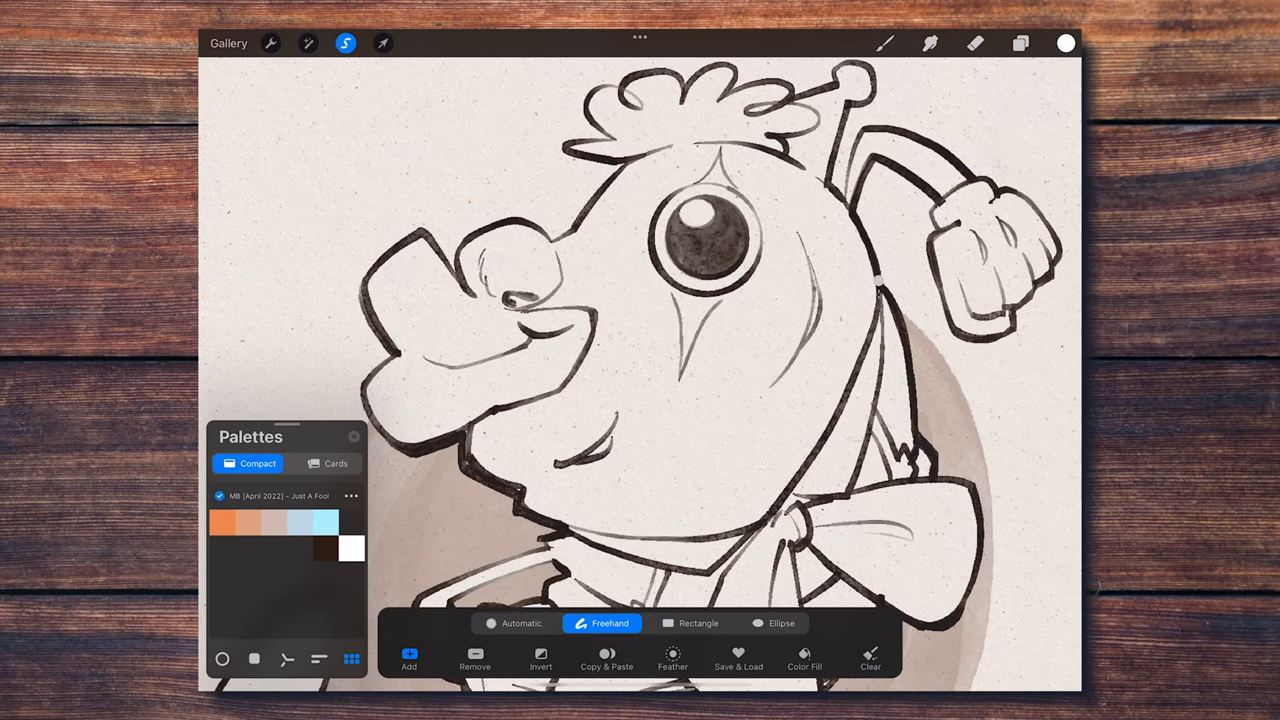 Gallery
Palettes
Compact
Cards
MB [April 2022] - Just A Fool
Automatic
Freehand
Rectangle
Ellipse
Add
Remove
Invert
Copy & Paste
Feather
Save & Load
Color Fill
Clear